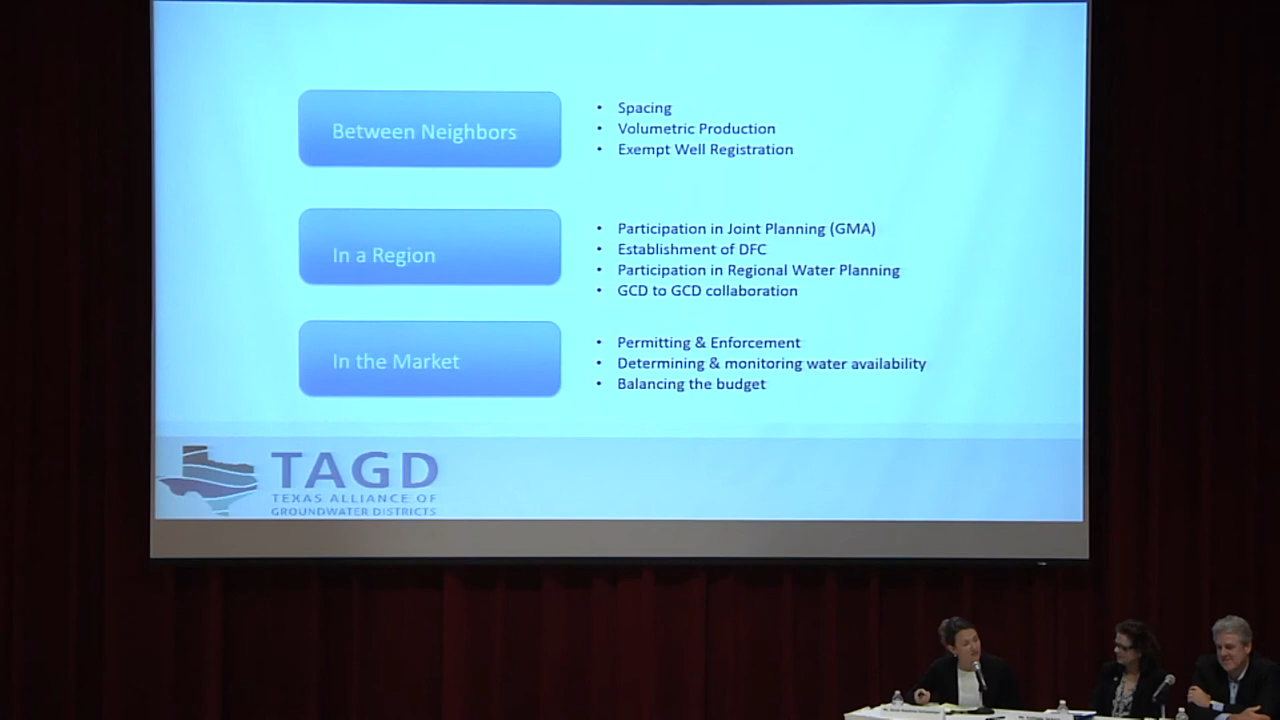 Between Neighbors
• Spacing
• Volumetric Production
• Exempt Well Registration
In a Region
• Participation in Joint Planning (GMA)
• Establishment of DFC
• Participation in Regional Water Planning
• GCD to GCD collaboration
In the Market
• Permitting & Enforcement
• Determining & monitoring water availability
• Balancing the budget
TAGD
TEXAS ALLIANCE OF
GROUNDWATER DISTRICTS